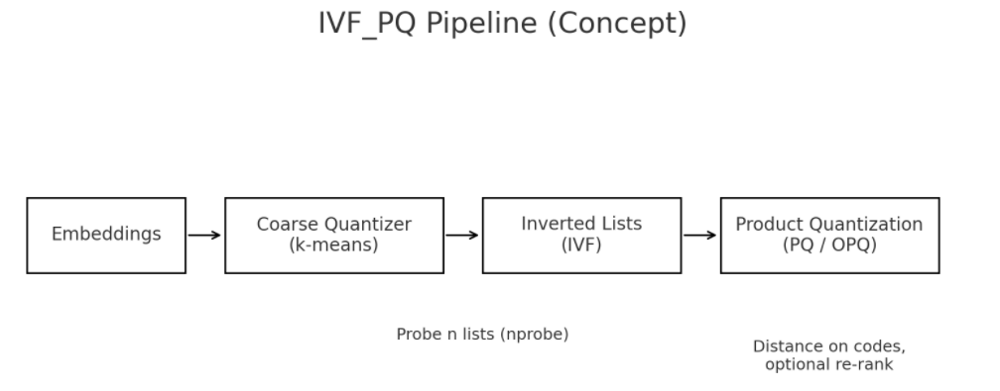 IVF_PQ Pipeline (Concept)
Embeddings
Coarse Quantizer
(k-means)
Inverted Lists
(IVF)
Product Quantization
(PQ / OPQ)
Probe n lists (nprobe)
Distance on codes,
optional re-rank